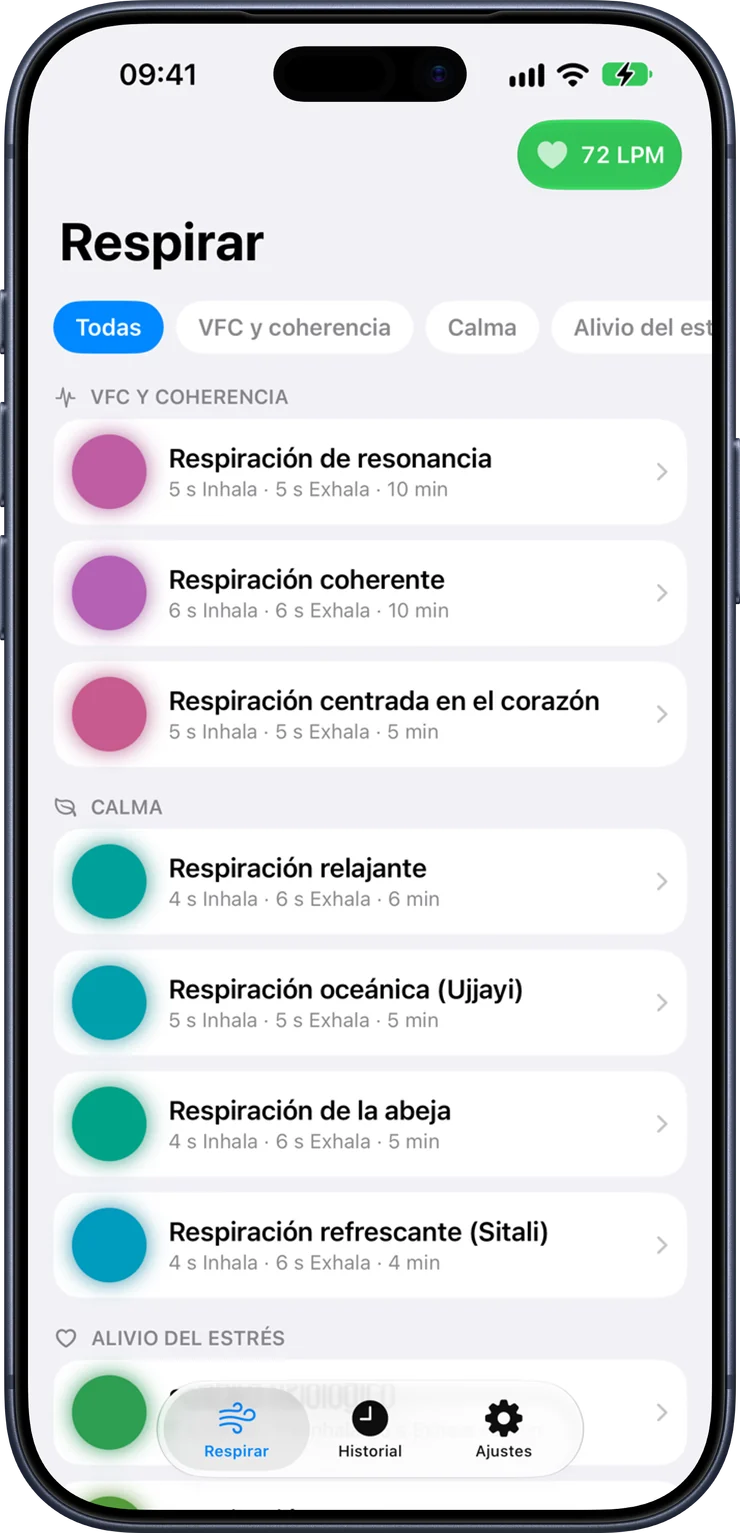 09:41
72 LPM
Respirar
Todas
VFC y coherencia
Calma
Alivio del est
VFC Y COHERENCIA
Respiración de resonancia
5 s Inhala · 5 s Exhala · 10 min
Respiración coherente
6 s Inhala · 6 s Exhala · 10 min
Respiración centrada en el corazón
5 s Inhala · 5 s Exhala · 5 min
CALMA
Respiración relajante
4 s Inhala · 6 s Exhala · 6 min
Respiración oceánica (Ujjayi)
5 s Inhala · 5 s Exhala · 5 min
Respiración de la abeja
4 s Inhala · 6 s Exhala · 5 min
Respiración refrescante (Sitali)
4 s Inhala · 6 s Exhala · 4 min
ALIVIO DEL ESTRÉS
Respirar
Historial
Ajustes